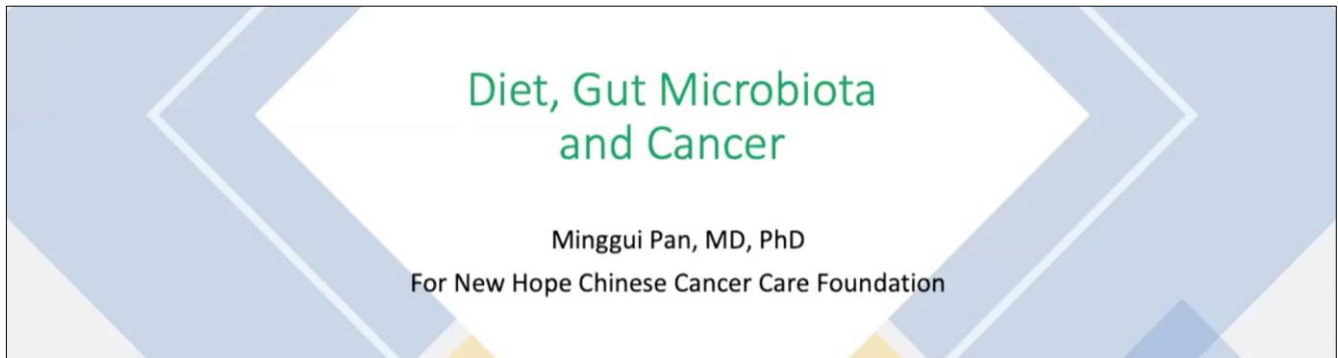 Diet, Gut Microbiota
and Cancer
Minggui Pan, MD, PhD
For New Hope Chinese Cancer Care Foundation